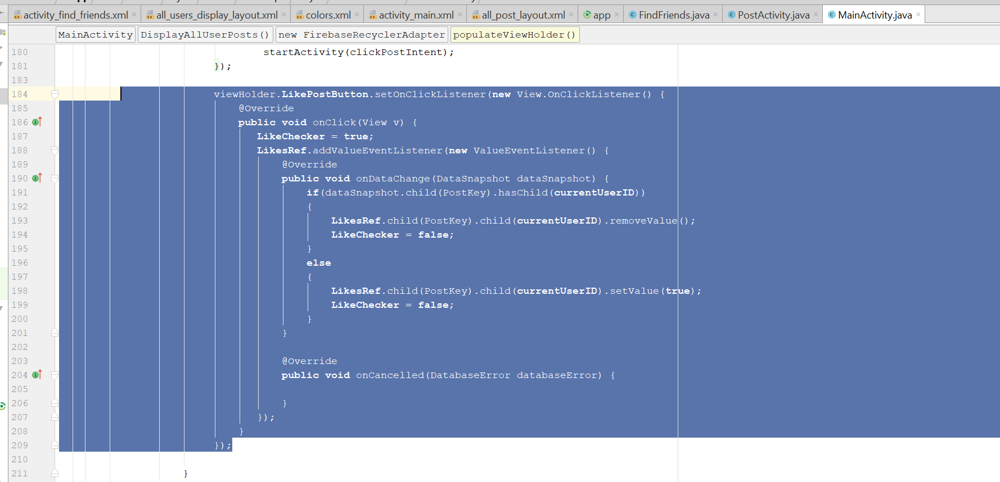 activity_find_friends.xml all_users_display_layout.xml colors.xml activity_main.xml all_post_layout.xml app FindFriends.java PostActivity.java MainActivity.java
MainActivity DisplayAllUserPosts() new FirebaseRecyclerAdapter populateViewHolder()
180 startActivity(clickPostIntent);
181 });
183
184 viewHolder.LikePostButton.setOnClickListener(new View.OnClickListener() {
185 @Override
186 public void onClick(View v) {
187 LikeChecker = true;
188 LikesRef.addValueEventListener(new ValueEventListener() {
189 @Override
190 public void onDataChange(DataSnapshot dataSnapshot) {
191 if(dataSnapshot.child(PostKey).hasChild(currentUserID))
192 {
193 LikesRef.child(PostKey).child(currentUserID).removeValue();
194 LikeChecker = false;
195 }
196 else
197 {
198 LikesRef.child(PostKey).child(currentUserID).setValue(true);
199 LikeChecker = false;
200 }
201 }
202
203 @Override
204 public void onCancelled(DatabaseError databaseError) {
205
206 }
207 });
208 }
209 });
210
211 }